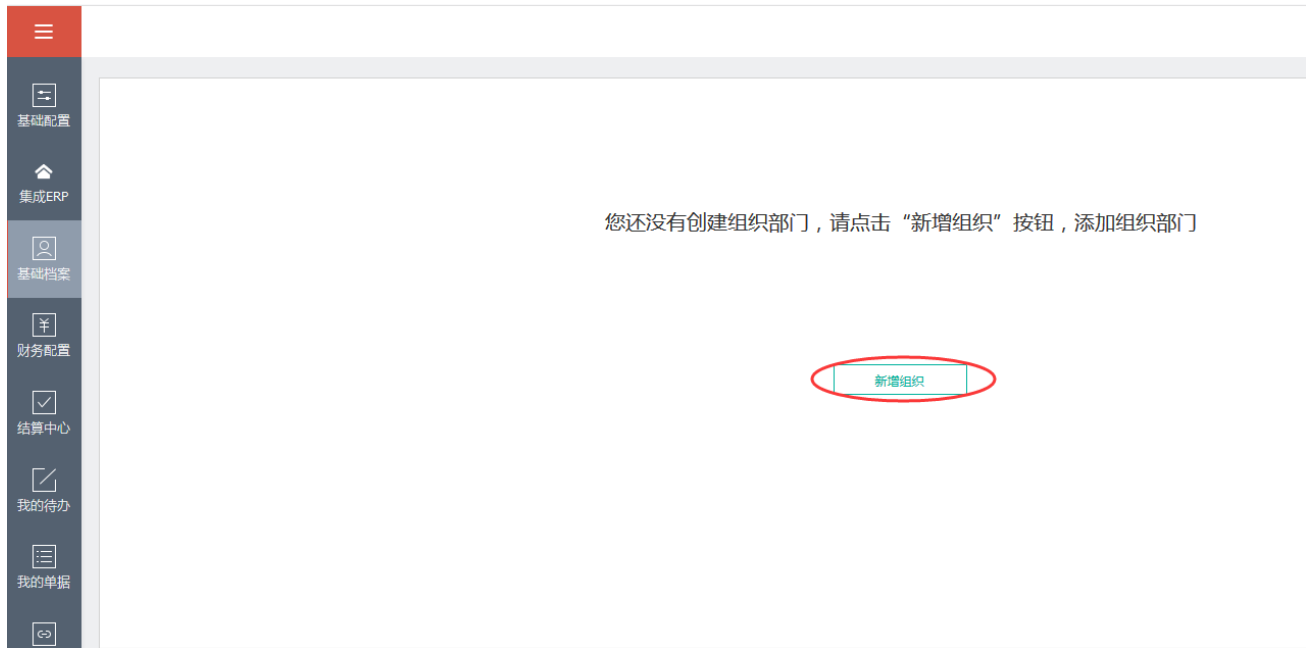 基础配置
集成ERP
基础档案
财务配置
结算中心
我的待办
我的单据
您还没有创建组织部门，请点击“新增组织”按钮，添加组织部门
新增组织